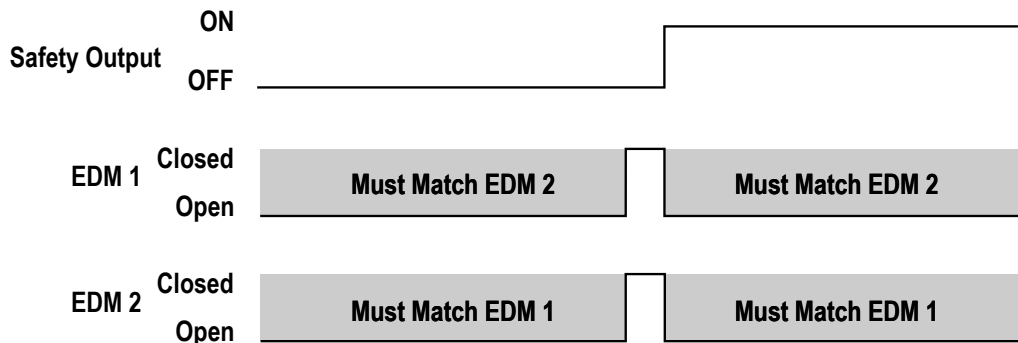 ON
Safety Output
OFF
Closed
EDM 1
Must Match EDM 2
Must Match EDM 2
Open
Closed
EDM 2
Must Match EDM 1
Must Match EDM 1
Open